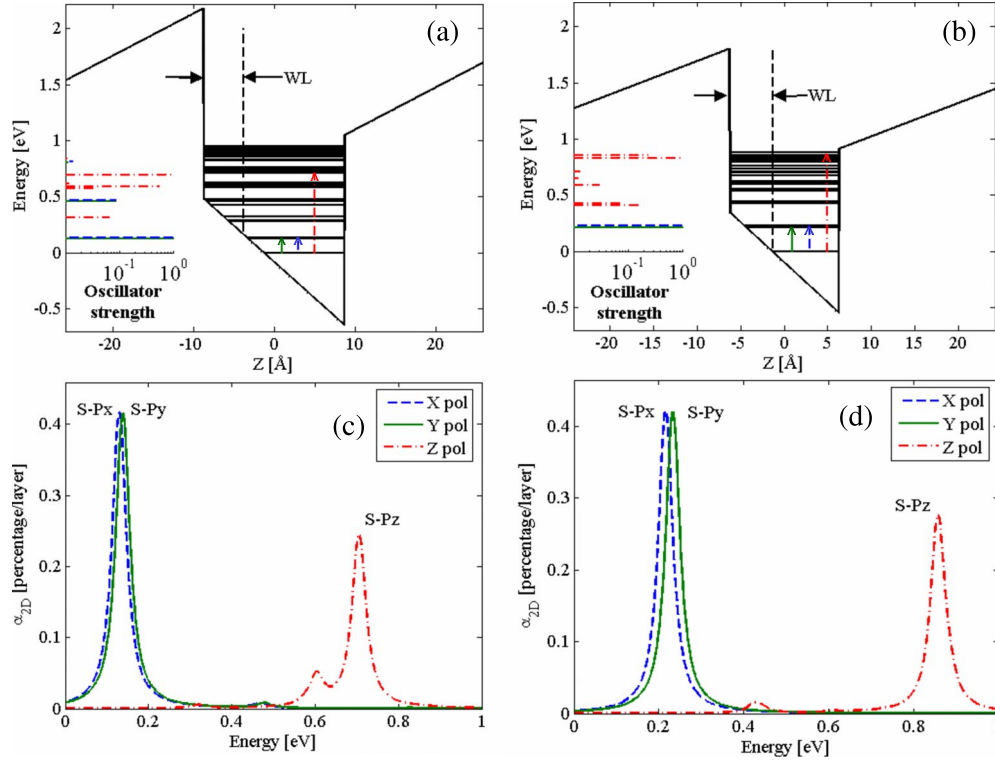 (a)
2
1.5
1
0.5
0
-0.5
Energy [eV]
WL
10-1 100
Oscillator
strength
-20 -10 0 10 20
Z [Å]
(b)
2
1.5
1
0.5
0
-0.5
Energy [eV]
WL
10-1 100
Oscillator
strength
-20 -15 -10 -5 0 5 10 15 20
Z [Å]
(c)
S-Px S-Py
X pol
Y pol
Z pol
S-Pz
0.4
0.3
0.2
0.1
0
α2D [percentage/layer]
0 0.2 0.4 0.6 0.8 1
Energy [eV]
(d)
S-Px S-Py
X pol
Y pol
Z pol
S-Pz
0.4
0.3
0.2
0.1
0
α2D [percentage/layer]
0 0.2 0.4 0.6 0.8
Energy [eV]